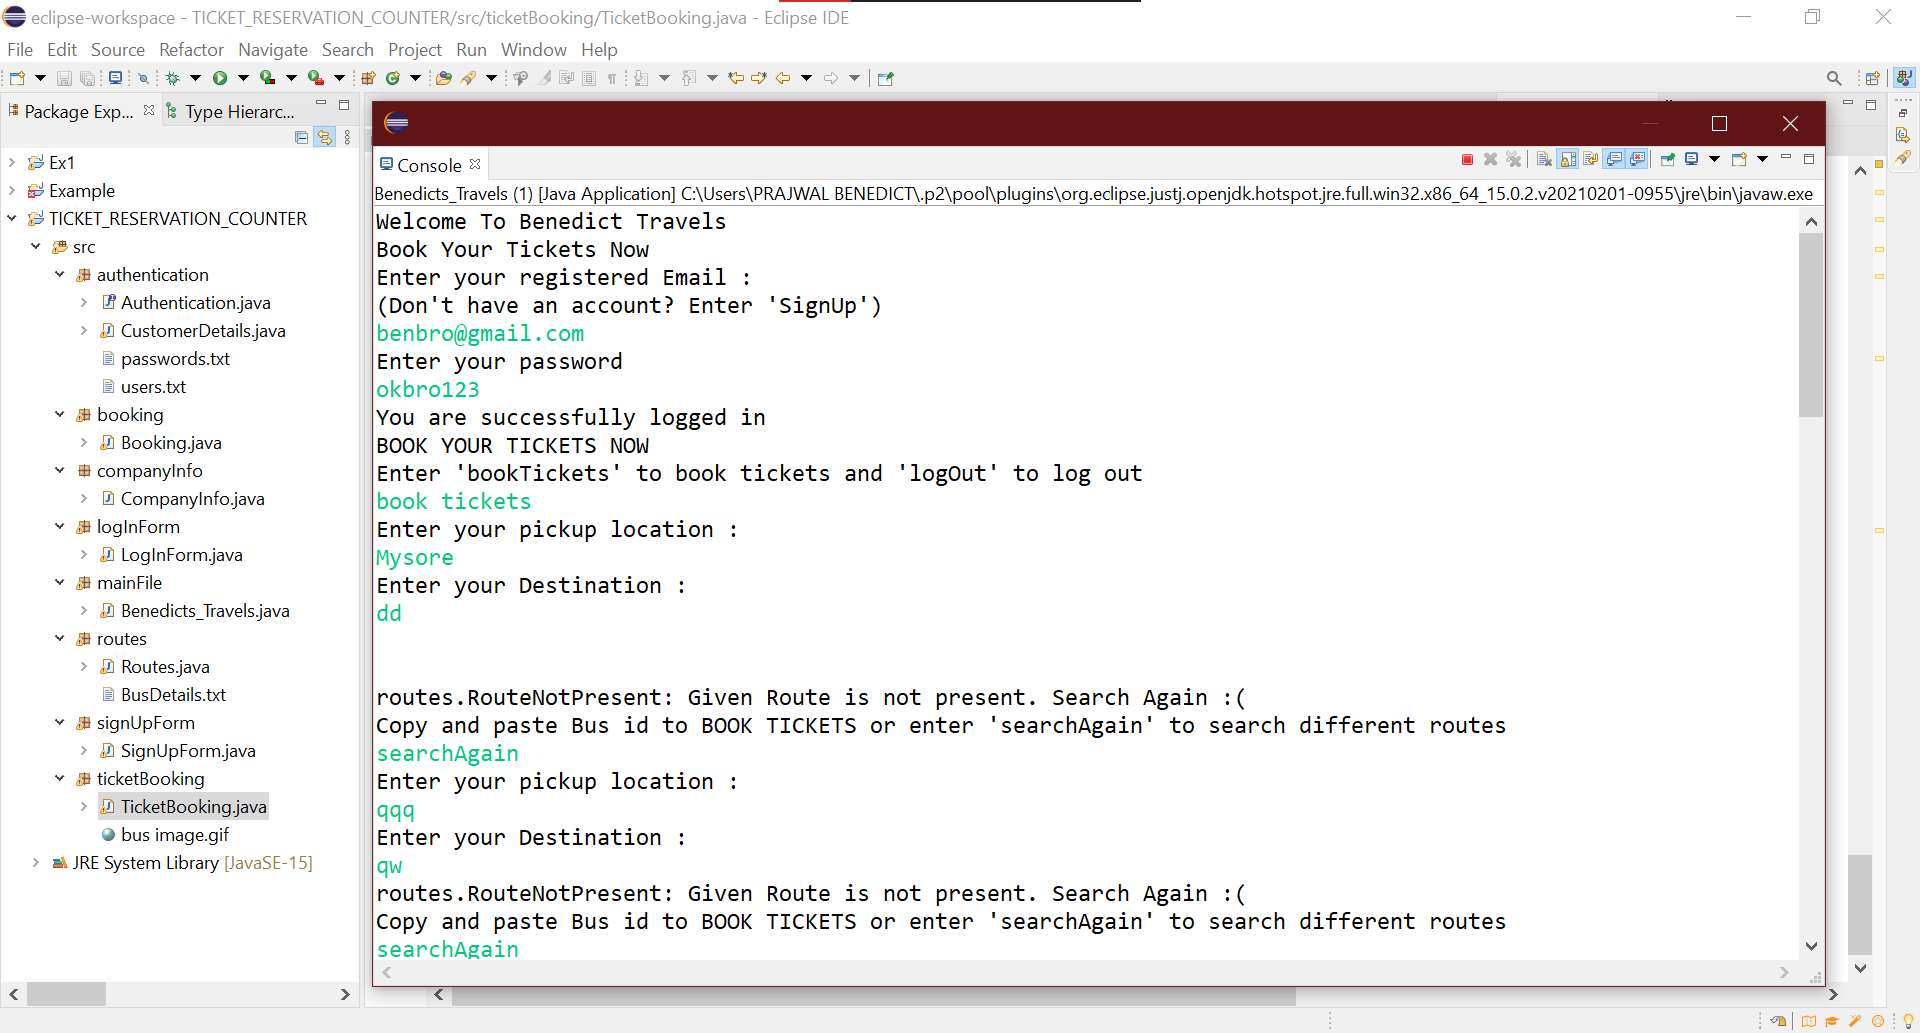 eclipse-workspace - TICKET_RESERVATION_COUNTER/src/ticketBooking/TicketBooking.java - Eclipse IDE
File Edit Source Refactor Navigate Search Project Run Window Help
Package Exp... Type Hierarc...
Ex1
Example
TICKET_RESERVATION_COUNTER
src
authentication
Authentication.java
CustomerDetails.java
passwords.txt
users.txt
booking
Booking.java
companyInfo
CompanyInfo.java
logInForm
LogInForm.java
mainFile
Benedicts_Travels.java
routes
Routes.java
BusDetails.txt
signUpForm
SignUpForm.java
ticketBooking
TicketBooking.java
bus image.gif
JRE System Library [JavaSE-15]
Console
Benedicts_Travels (1) [Java Application] C:\Users\PRAJWAL BENEDICT\.p2\pool\plugins\org.eclipse.justj.openjdk.hotspot.jre.full.win32.x86_64_15.0.2.v20210201-0955\jre\bin\javaw.exe
Welcome To Benedict Travels
Book Your Tickets Now
Enter your registered Email :
(Don't have an account? Enter 'SignUp')
benbro@gmail.com
Enter your password
okbro123
You are successfully logged in
BOOK YOUR TICKETS NOW
Enter 'bookTickets' to book tickets and 'logOut' to log out
book tickets
Enter your pickup location :
Mysore
Enter your Destination :
dd
routes.RouteNotPresent: Given Route is not present. Search Again :(
Copy and paste Bus id to BOOK TICKETS or enter 'searchAgain' to search different routes
searchAgain
Enter your pickup location :
qqq
Enter your Destination :
qw
routes.RouteNotPresent: Given Route is not present. Search Again :(
Copy and paste Bus id to BOOK TICKETS or enter 'searchAgain' to search different routes
searchAgain